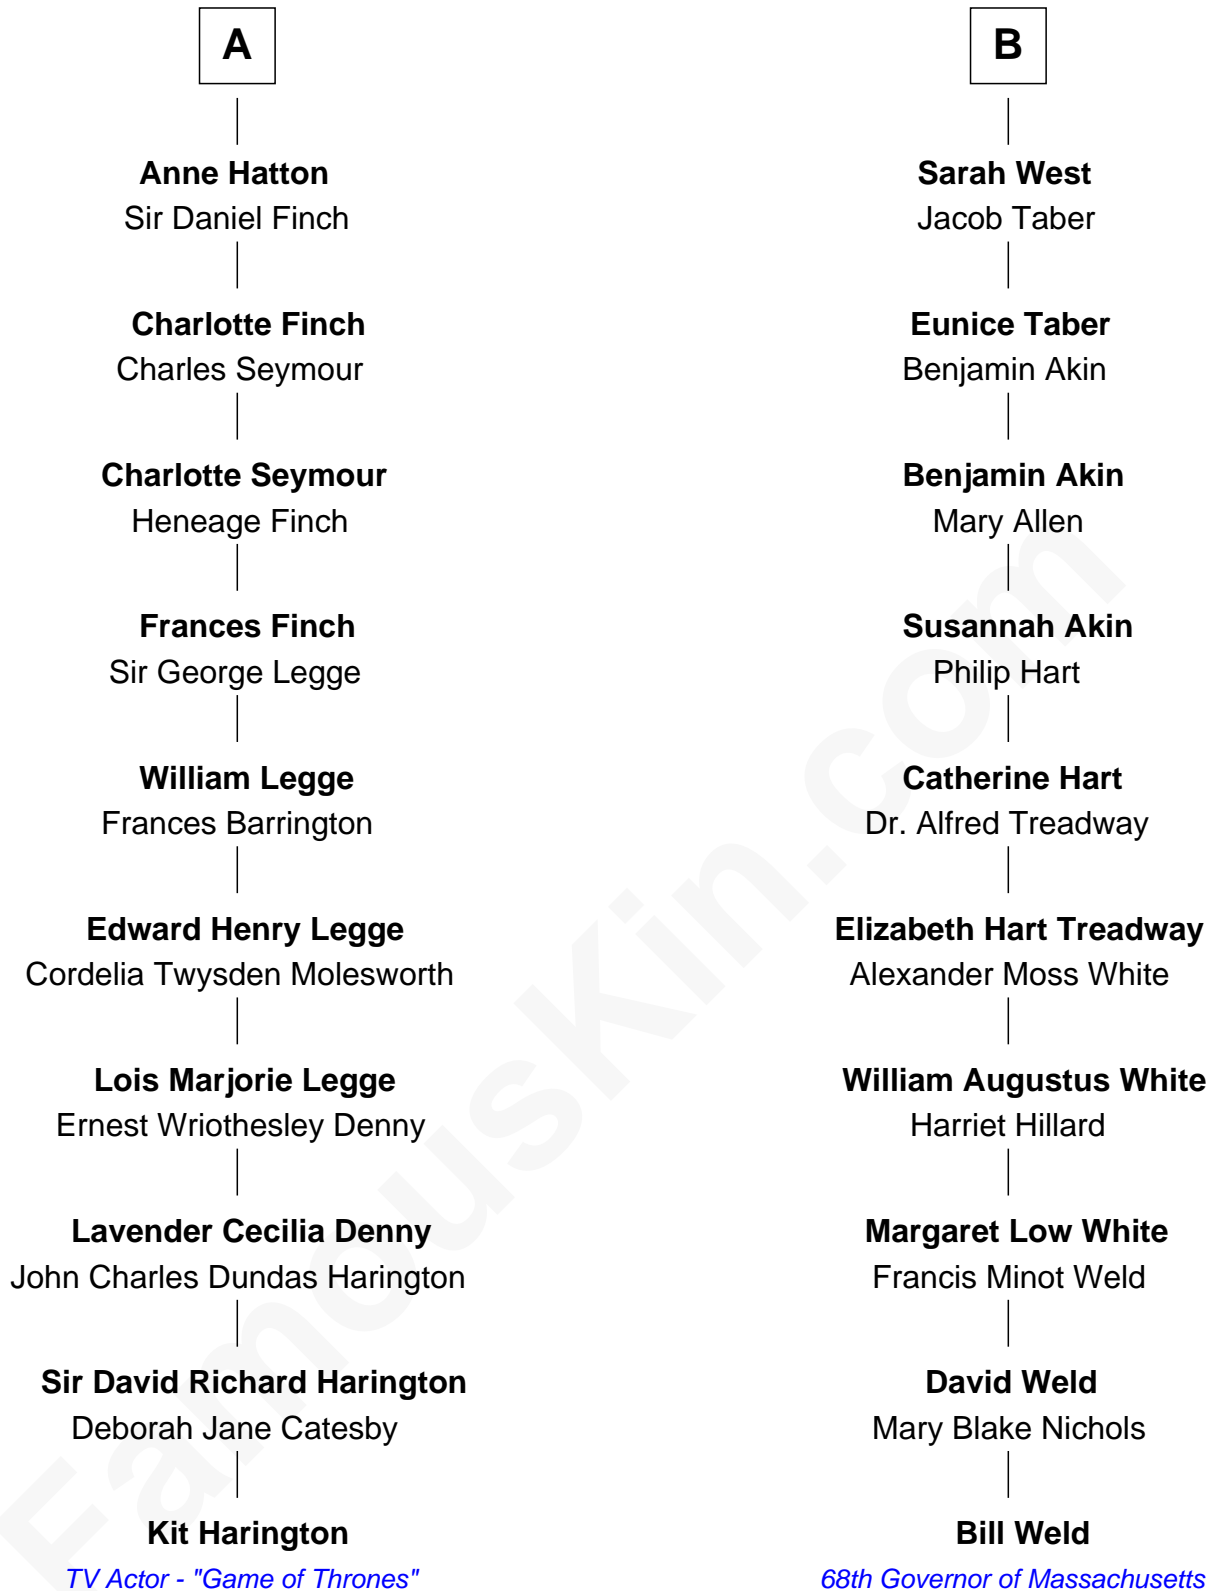 A
Anne Hatton
Sir Daniel Finch
Charlotte Finch
Charles Seymour
Charlotte Seymour
Heneage Finch
Frances Finch
Sir George Legge
William Legge
Frances Barrington
Edward Henry Legge
Cordelia Twysden Molesworth
Lois Marjorie Legge
Ernest Wriothesley Denny
Lavender Cecilia Denny
John Charles Dundas Harington
Sir David Richard Harington
Deborah Jane Catesby
Kit Harington
TV Actor - "Game of Thrones"
B
Sarah West
Jacob Taber
Eunice Taber
Benjamin Akin
Benjamin Akin
Mary Allen
Susannah Akin
Philip Hart
Catherine Hart
Dr. Alfred Treadway
Elizabeth Hart Treadway
Alexander Moss White
William Augustus White
Harriet Hillard
Margaret Low White
Francis Minot Weld
David Weld
Mary Blake Nichols
Bill Weld
68th Governor of Massachusetts
FamousKin.com